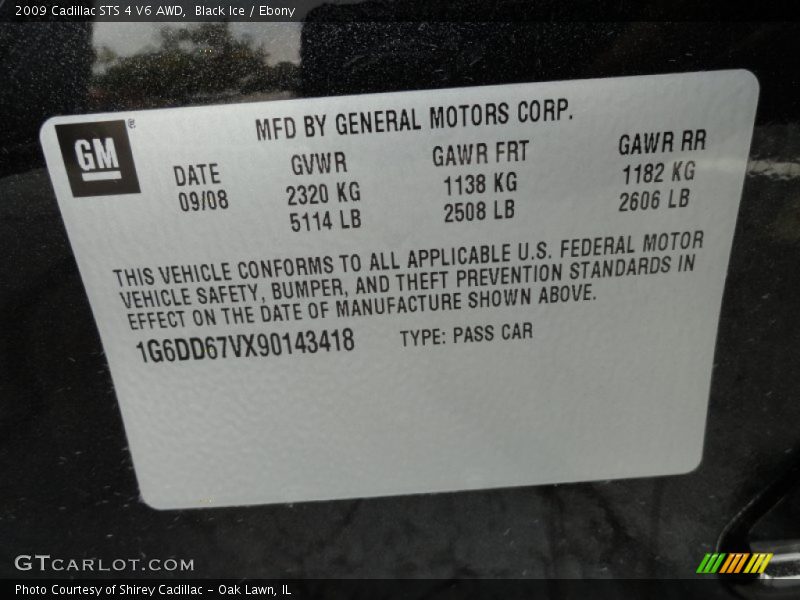 2009 Cadillac STS 4 V6 AWD, Black Ice / Ebony
GM ®
MFD BY GENERAL MOTORS CORP.
DATE GVWR GAWR FRT GAWR RR
09/08 2320 KG 1138 KG 1182 KG
5114 LB 2508 LB 2606 LB
THIS VEHICLE CONFORMS TO ALL APPLICABLE U.S. FEDERAL MOTOR
VEHICLE SAFETY, BUMPER, AND THEFT PREVENTION STANDARDS IN
EFFECT ON THE DATE OF MANUFACTURE SHOWN ABOVE.
1G6DD67VX90143418 TYPE: PASS CAR
GTCARLOT.COM
Photo Courtesy of Shirey Cadillac - Oak Lawn, IL